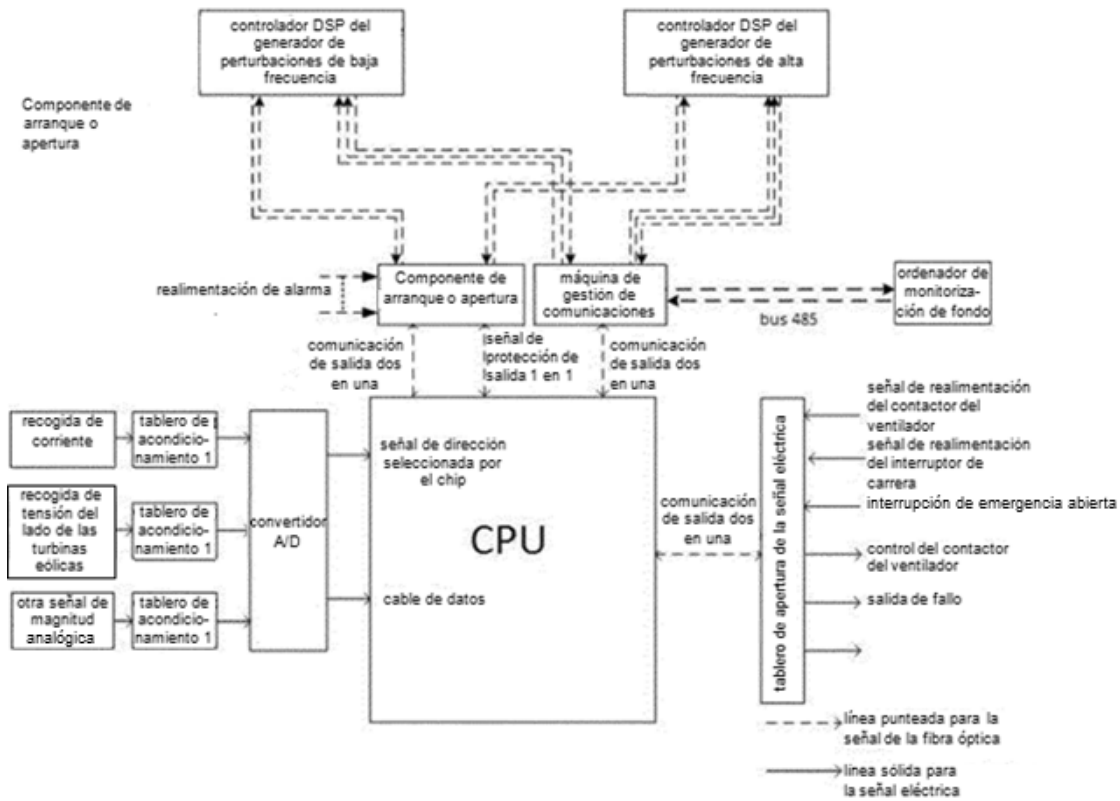 controlador DSP del
generador de
perturbaciones de baja
frecuencia
controlador DSP del
generador de
perturbaciones de alta
frecuencia
Componente de
arranque o
apertura
realimentación de alarma
Componente de
arranque o apertura
máquina de
gestión de
comunicaciones
bus 485
ordenador de
monitoriza-
ción de fondo
comunicación
de salida dos
en una
señal de
protección de
salida 1 en 1
comunicación
de salida dos
en una
recogida de
corriente
tablero de
acondicio-
namiento 1
recogida de
tensión del
lado de las
turbinas
eólicas
tablero de
acondicio-
namiento 1
otra señal de
magnitud
analógica
tablero de
acondicio-
namiento 1
convertidor
A/D
señal de dirección
seleccionada por
el chip
CPU
cable de datos
comunicación
de salida dos
en una
tablero de apertura de la señal eléctrica
señal de realimentación
del contactor del
ventilador
señal de realimentación
del interruptor de
carrera
interrupción de emergencia abierta
control del contactor
del ventilador
salida de fallo
línea punteada para la
señal de la fibra óptica
línea sólida para
la señal eléctrica